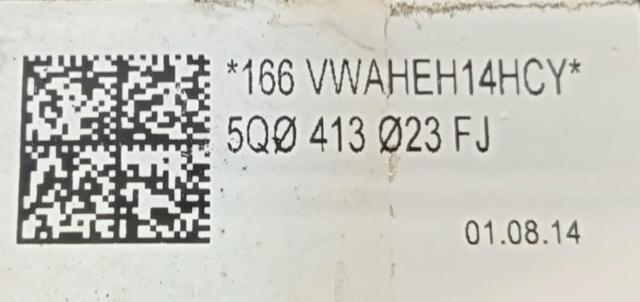 *166 VWAHEH14HCY*
5QØ 413 Ø23 FJ
01.08.14